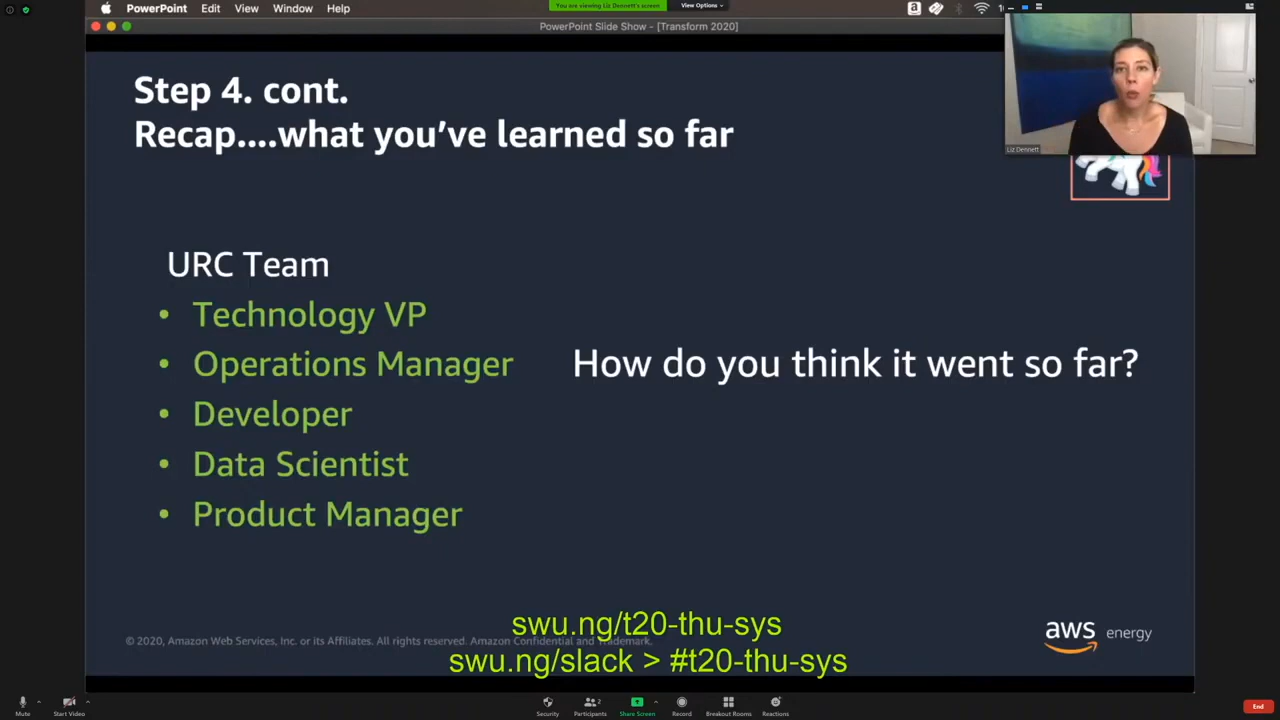 PowerPoint Edit View Window Help
You are viewing Liz Dennett's screen View Options
PowerPoint Slide Show - [Transform 2020]
Step 4. cont.
Recap....what you've learned so far
Liz Dennett
URC Team
• Technology VP
• Operations Manager
• Developer
• Data Scientist
• Product Manager
How do you think it went so far?
swu.ng/t20-thu-sys
© 2020, Amazon Web Services, Inc. or its Affiliates. All rights reserved. Amazon Confidential and Trademark.
swu.ng/slack > #t20-thu-sys
aws energy
Mute Start Video Security Participants 2 Share Screen Record Breakout Rooms Reactions End